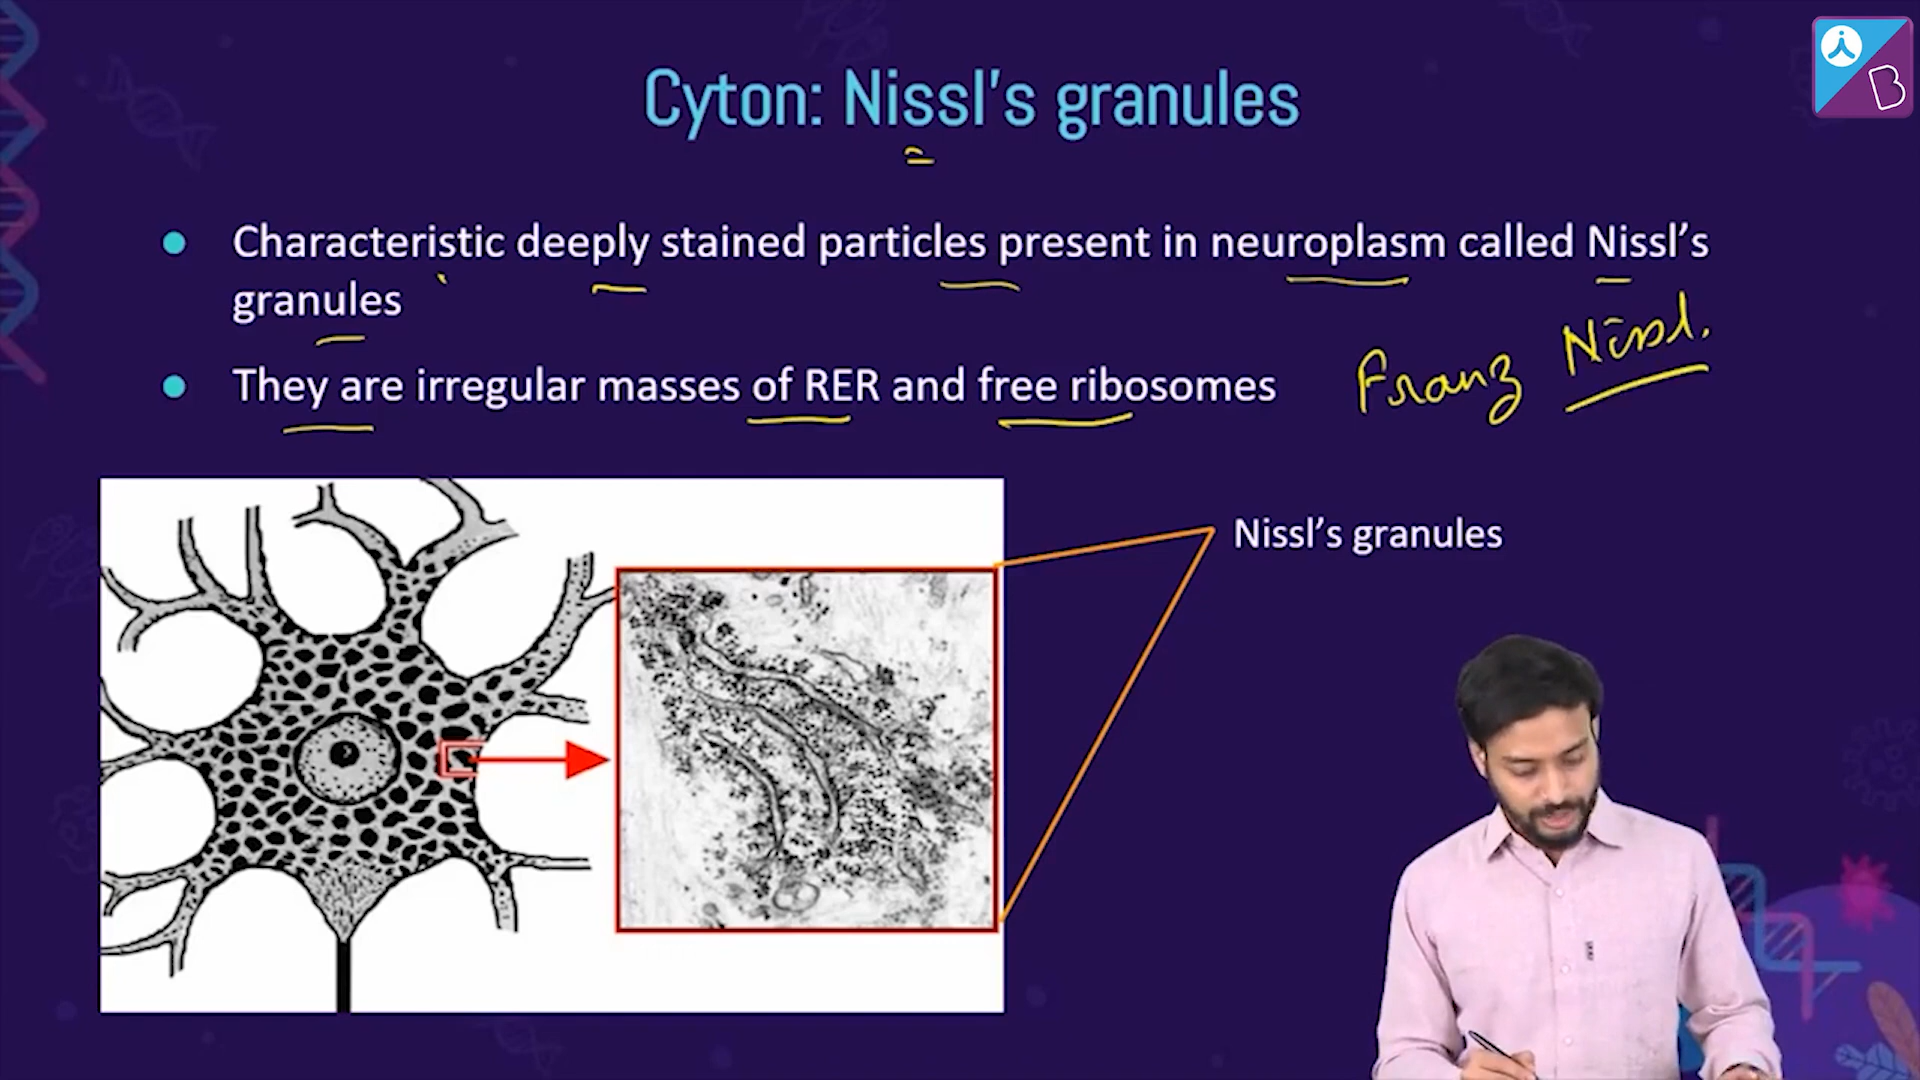 Cyton: Nissl's granules
Characteristic deeply stained particles present in neuroplasm called Nissl's
granules
They are irregular masses of RER and free ribosomes
Franz Nissl.
Nissl's granules
B